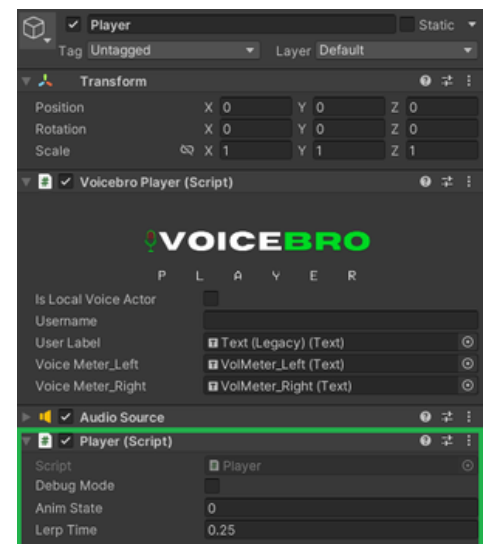 Player Static
Tag Untagged Layer Default
Transform
Position X 0 Y 0 Z 0
Rotation X 0 Y 0 Z 0
Scale X 1 Y 1 Z 1
Voicebro Player (Script)
VOICEBRO
P L A Y E R
Is Local Voice Actor
Username
User Label Text (Legacy) (Text)
Voice Meter_Left VolMeter_Left (Text)
Voice Meter_Right VolMeter_Right (Text)
Audio Source
Player (Script)
Script Player
Debug Mode
Anim State 0
Lerp Time 0.25